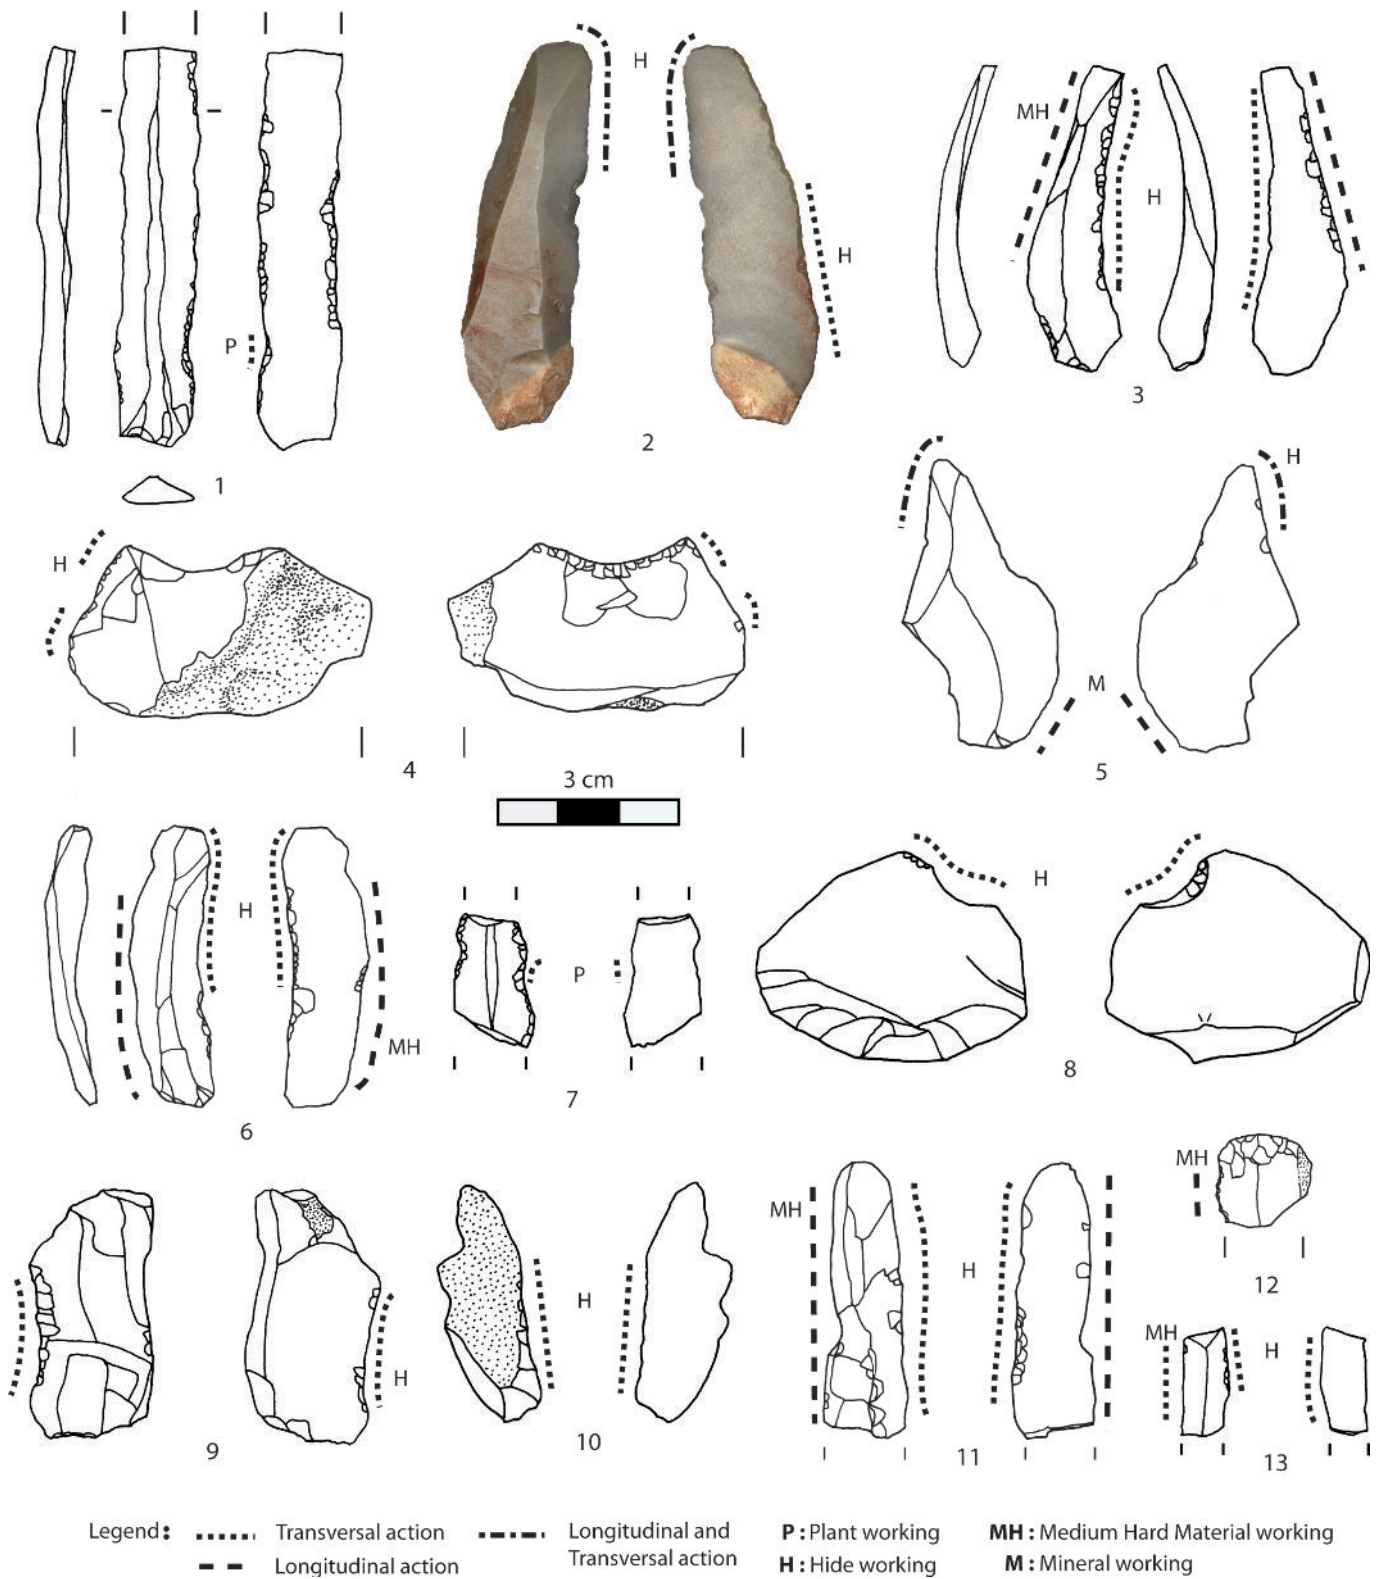 H
MH
H
P
H
2
3
1
H
H
M
4
5
3 cm
H
P
H
MH
7
8
6
MH
MH
H
H
12
H
MH
H
9
10
11
13
Legend: Transversal action Longitudinal and P: Plant working MH: Medium Hard Material working
Longitudinal action Transversal action H: Hide working M: Mineral working